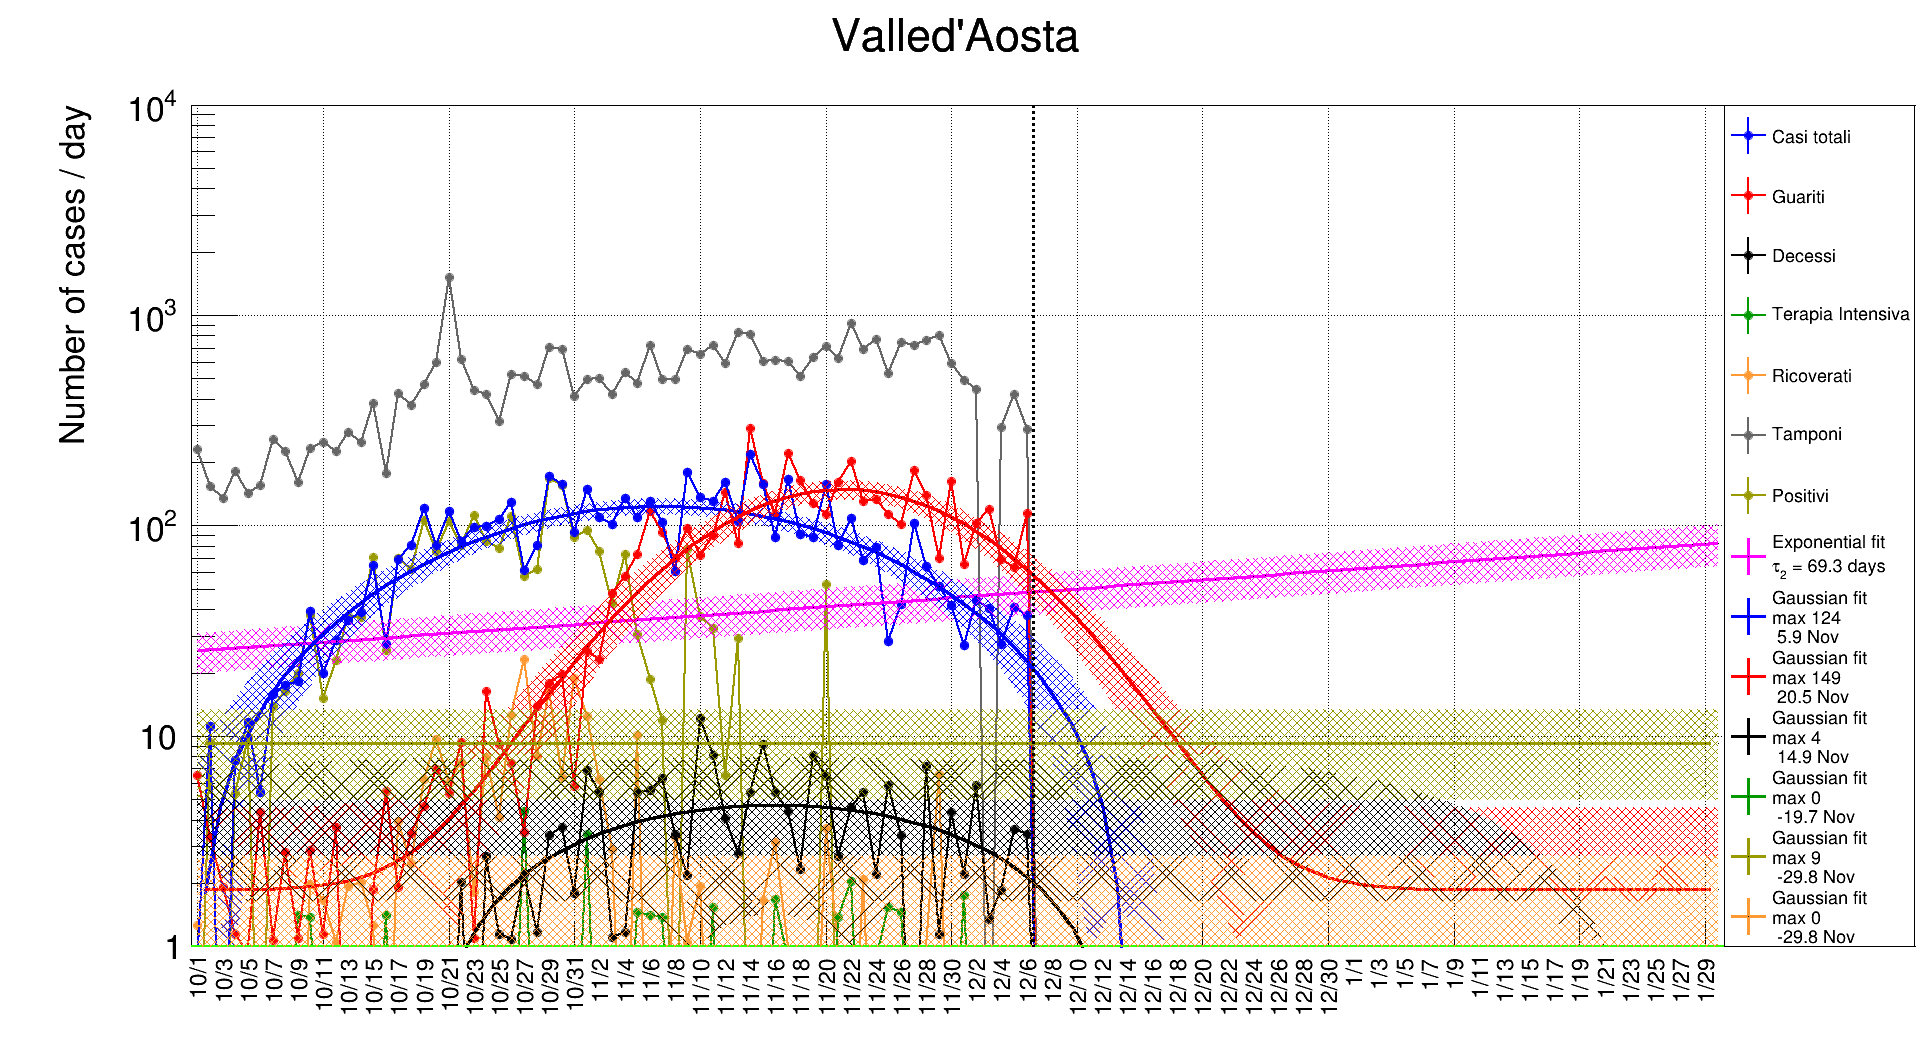 Valled'Aosta
Number of cases / day
10^4
10^3
10^2
10
1
10/1 10/3 10/5 10/7 10/9 10/11 10/13 10/15 10/17 10/19 10/21 10/23 10/25 10/27 10/29 10/31 11/2 11/4 11/6 11/8 11/10 11/12 11/14 11/16 11/18 11/20 11/22 11/24 11/26 11/28 11/30 12/2 12/4 12/6 12/8 12/10 12/12 12/14 12/16 12/18 12/20 12/22 12/24 12/26 12/28 12/30 1/1 1/3 1/5 1/7 1/9 1/11 1/13 1/15 1/17 1/19 1/21 1/23 1/25 1/27 1/29
Casi totali
Guariti
Decessi
Terapia Intensiva
Ricoverati
Tamponi
Positivi
Exponential fit
τ2 = 69.3 days
Gaussian fit
max 124
5.9 Nov
Gaussian fit
max 149
20.5 Nov
Gaussian fit
max 4
14.9 Nov
Gaussian fit
max 0
-19.7 Nov
Gaussian fit
max 9
-29.8 Nov
Gaussian fit
max 0
-29.8 Nov